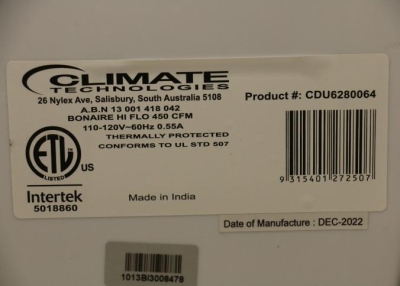 CLIMATE
TECHNOLOGIES
26 Nylex Ave, Salisbury, South Australia 5108
A.B.N 13 001 418 042
BONAIRE HI FLO 450 CFM
110-120V~60Hz 0.55A
THERMALLY PROTECTED
CONFORMS TO UL STD 507
ETL
LISTED
US
Intertek
5018860
Made in India
Product #: CDU6280064
9 315401 272507
Date of Manufacture : DEC-2022
1013BI3009478